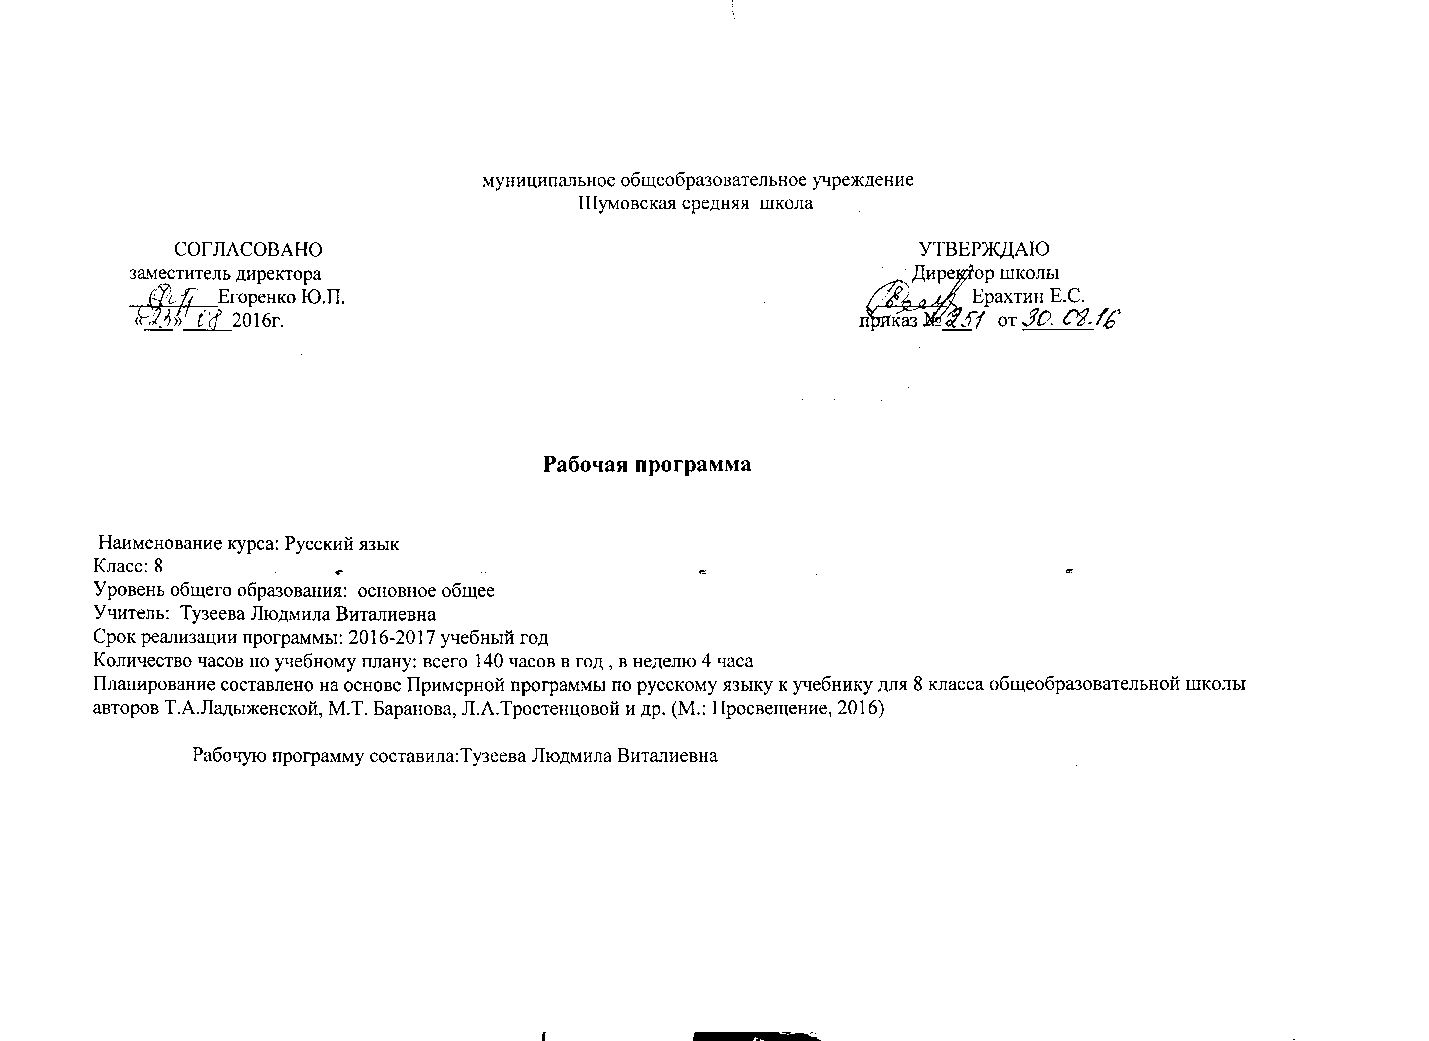 муниципальное общеобразовательное учреждение
Шумовская средняя школа
СОГЛАСОВАНО
заместитель директора
Егоренко Ю.П.
2016г.
УТВЕРЖДАЮ
Директор школы
Ерахтин Е.С.
приказ № 251 от 30.08.16
Рабочая программа
Наименование курса: Русский язык
Класс: 8
Уровень общего образования: основное общее
Учитель: Тузеева Людмила Виталиевна
Срок реализации программы: 2016-2017 учебный год
Количество часов по учебному плану: всего 140 часов в год , в неделю 4 часа
Планирование составлено на основе Примерной программы по русскому языку к учебнику для 8 класса общеобразовательной школы
авторов Т.А.Ладыженской, М.Т. Баранова, Л.А.Тростенцовой и др. (М.: Просвещение, 2016)
Рабочую программу составила:Тузеева Людмила Виталиевна